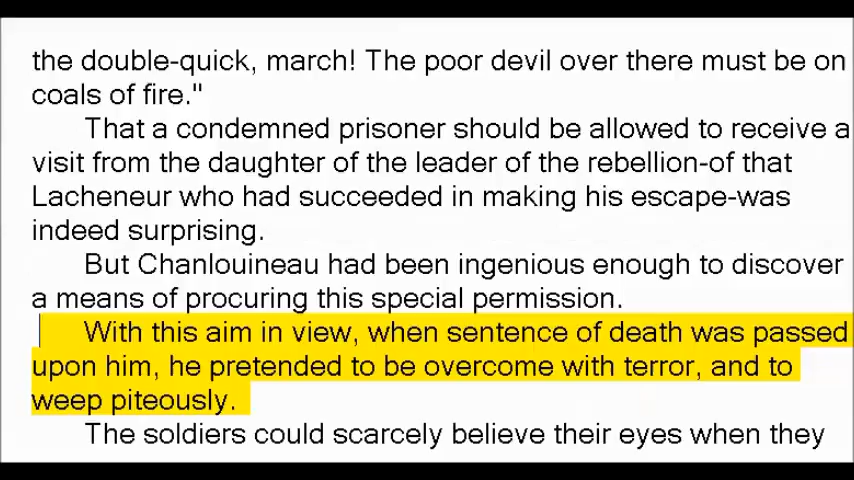 the double-quick, march! The poor devil over there must be on
coals of fire."
That a condemned prisoner should be allowed to receive a
visit from the daughter of the leader of the rebellion-of that
Lacheneur who had succeeded in making his escape-was
indeed surprising.
But Chanlouineau had been ingenious enough to discover
a means of procuring this special permission.
With this aim in view, when sentence of death was passed
upon him, he pretended to be overcome with terror, and to
weep piteously.
The soldiers could scarcely believe their eyes when they